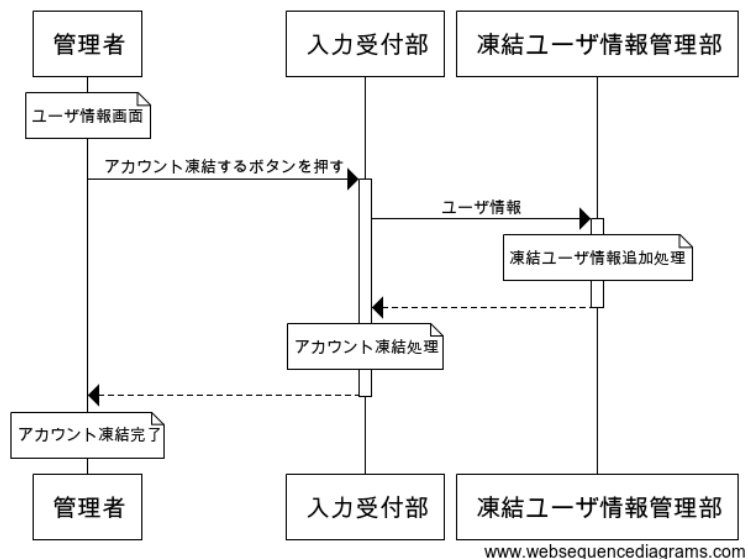 管理者
入力受付部
凍結ユーザ情報管理部
ユーザ情報画面
アカウント凍結するボタンを押す
ユーザ情報
凍結ユーザ情報追加処理
アカウント凍結処理
アカウント凍結完了
管理者
入力受付部
凍結ユーザ情報管理部
www.websequencediagrams.com